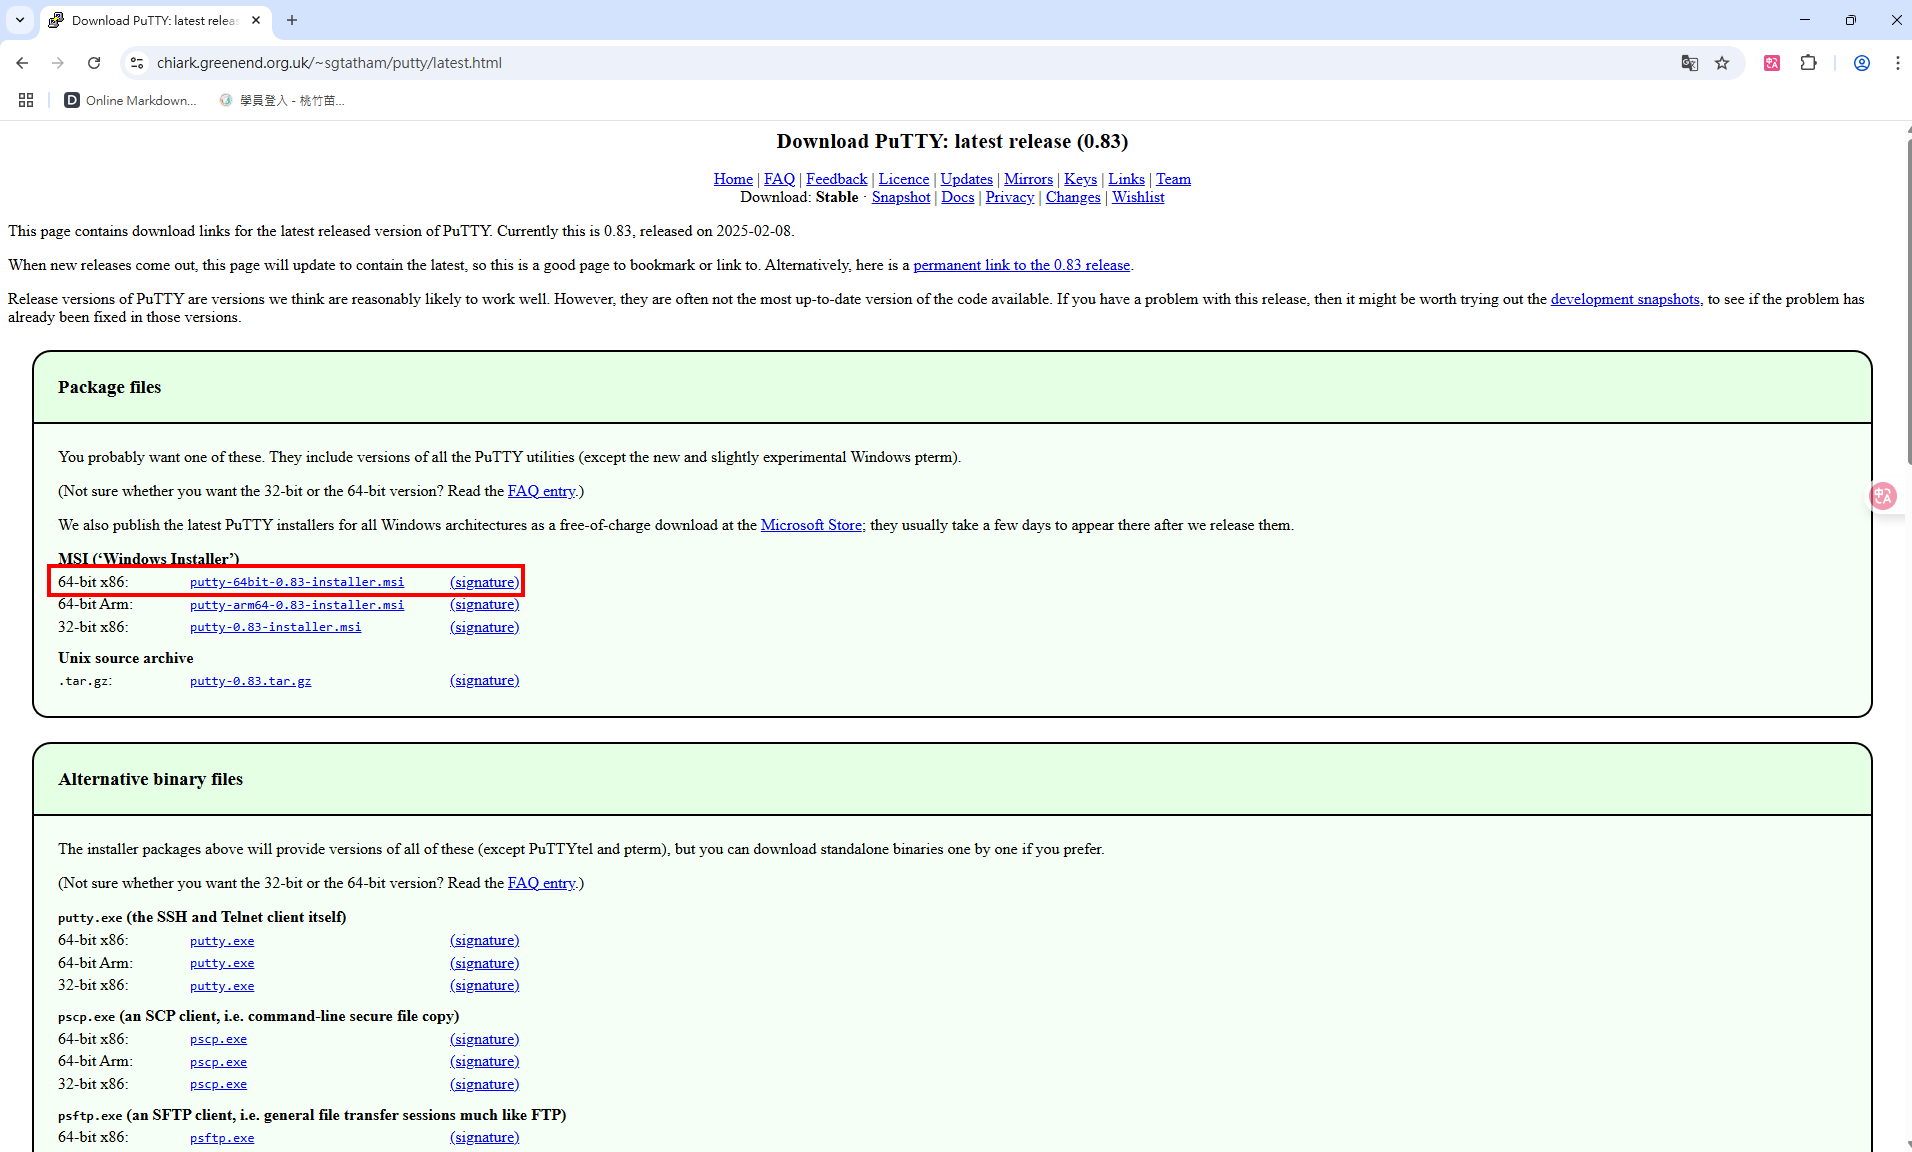 Download PuTTY: latest releas
chiark.greenend.org.uk/~sgtatham/putty/latest.html
Online Markdown...
學員登入 - 桃竹苗...
Download PuTTY: latest release (0.83)
Home | FAQ | Feedback | Licence | Updates | Mirrors | Keys | Links | Team
Download: Stable · Snapshot | Docs | Privacy | Changes | Wishlist
This page contains download links for the latest released version of PuTTY. Currently this is 0.83, released on 2025-02-08.
When new releases come out, this page will update to contain the latest, so this is a good page to bookmark or link to. Alternatively, here is a permanent link to the 0.83 release.
Release versions of PuTTY are versions we think are reasonably likely to work well. However, they are often not the most up-to-date version of the code available. If you have a problem with this release, then it might be worth trying out the development snapshots, to see if the problem has
already been fixed in those versions.
Package files
You probably want one of these. They include versions of all the PuTTY utilities (except the new and slightly experimental Windows pterm).
(Not sure whether you want the 32-bit or the 64-bit version? Read the FAQ entry.)
We also publish the latest PuTTY installers for all Windows architectures as a free-of-charge download at the Microsoft Store; they usually take a few days to appear there after we release them.
MSI (‘Windows Installer’)
64-bit x86: putty-64bit-0.83-installer.msi (signature)
64-bit Arm: putty-arm64-0.83-installer.msi (signature)
32-bit x86: putty-0.83-installer.msi (signature)
Unix source archive
.tar.gz: putty-0.83.tar.gz (signature)
Alternative binary files
The installer packages above will provide versions of all of these (except PuTTYtel and pterm), but you can download standalone binaries one by one if you prefer.
(Not sure whether you want the 32-bit or the 64-bit version? Read the FAQ entry.)
putty.exe (the SSH and Telnet client itself)
64-bit x86: putty.exe (signature)
64-bit Arm: putty.exe (signature)
32-bit x86: putty.exe (signature)
pscp.exe (an SCP client, i.e. command-line secure file copy)
64-bit x86: pscp.exe (signature)
64-bit Arm: pscp.exe (signature)
32-bit x86: pscp.exe (signature)
psftp.exe (an SFTP client, i.e. general file transfer sessions much like FTP)
64-bit x86: psftp.exe (signature)